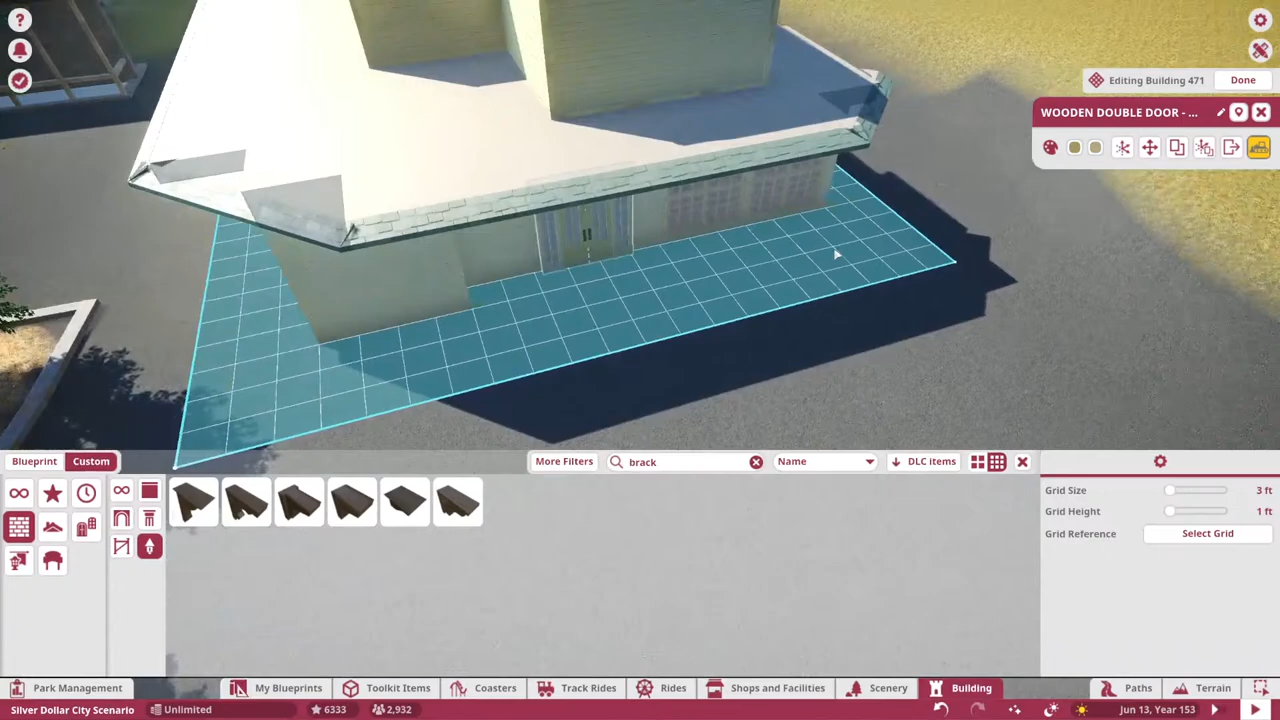 Editing Building 471
Done
WOODEN DOUBLE DOOR - ...
Blueprint
Custom
More Filters
brack
Name
DLC items
Grid Size
3 ft
Grid Height
1 ft
Grid Reference
Select Grid
Park Management
My Blueprints
Toolkit Items
Coasters
Track Rides
Rides
Shops and Facilities
Scenery
Building
Paths
Terrain
Silver Dollar City Scenario
Unlimited
6333
2,932
Jun 13, Year 153